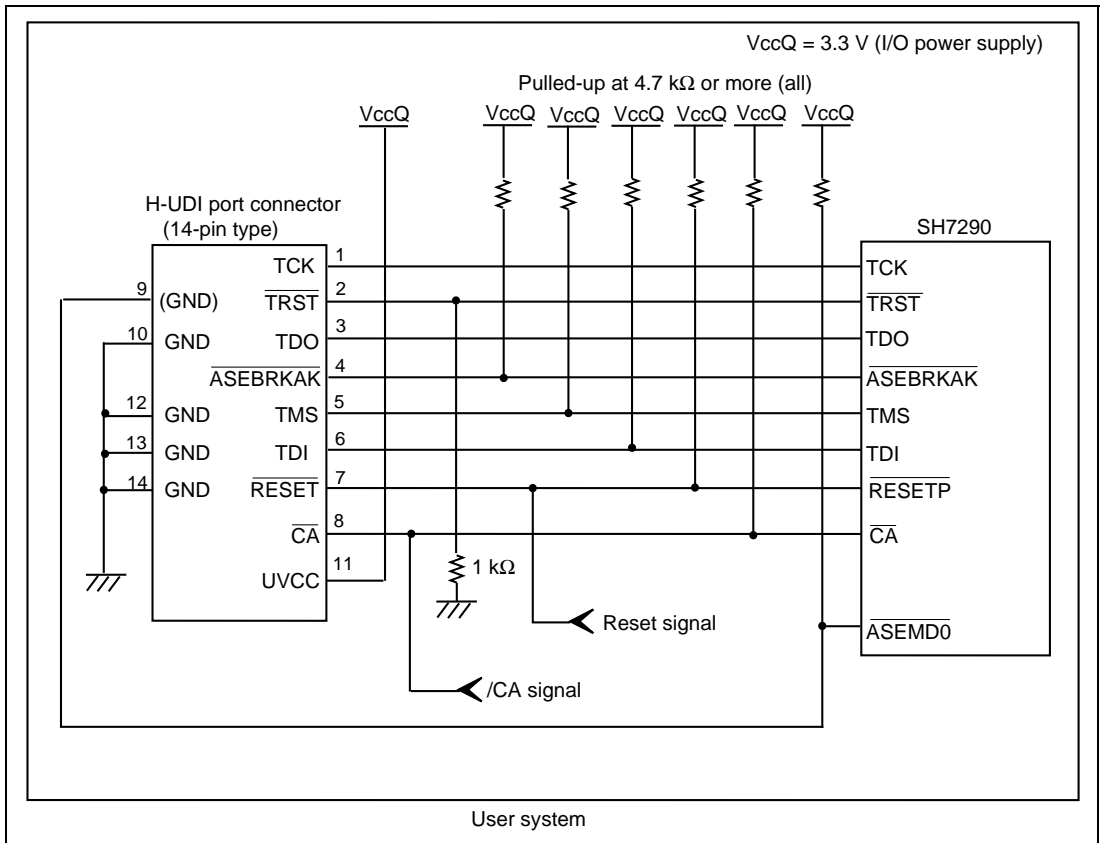 VccQ = 3.3 V (I/O power supply)
Pulled-up at 4.7 kΩ or more (all)
VccQ VccQ VccQ VccQ VccQ VccQ VccQ
H-UDI port connector
(14-pin type)
SH7290
TCK 1 TCK
9 (GND) TRST 2 TRST
10 GND TDO 3 TDO
ASEBRKAK 4 ASEBRKAK
12 GND TMS 5 TMS
13 GND TDI 6 TDI
14 GND RESET 7 RESETP
CA 8 CA
UVCC 11
1 kΩ
Reset signal
ASEMD0
/CA signal
User system